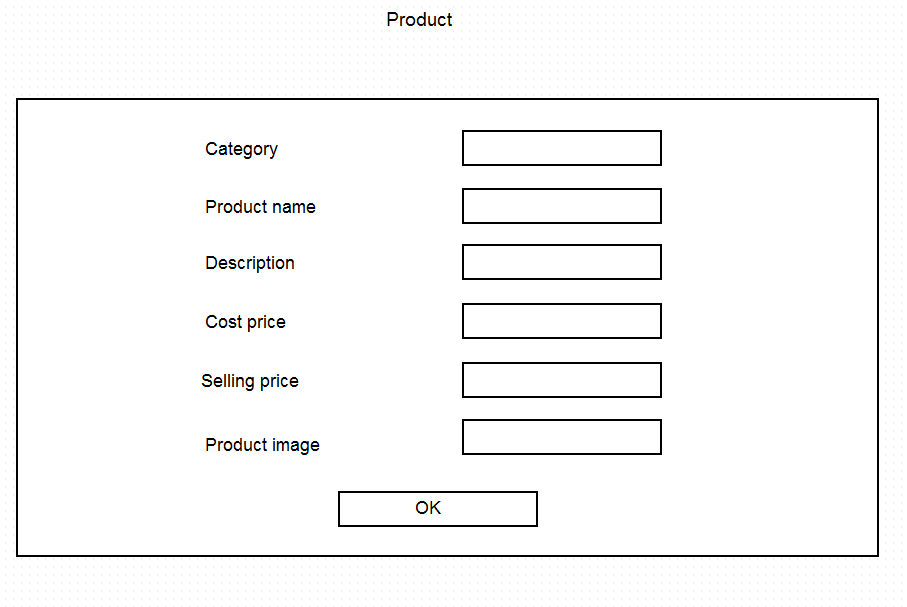 Product
Category
Product name
Description
Cost price
Selling price
Product image
OK